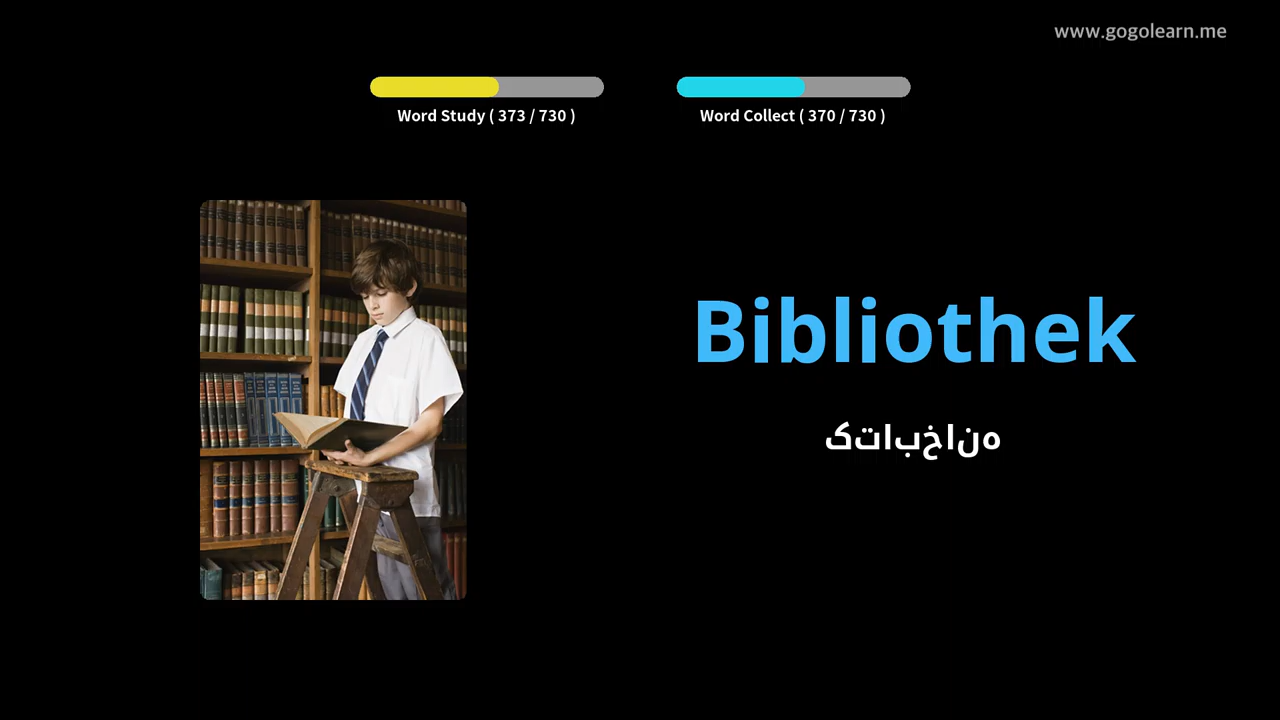 www.gogolearn.me
Word Study ( 373 / 730 )
Word Collect ( 370 / 730 )
Bibliothek
کتابخانه